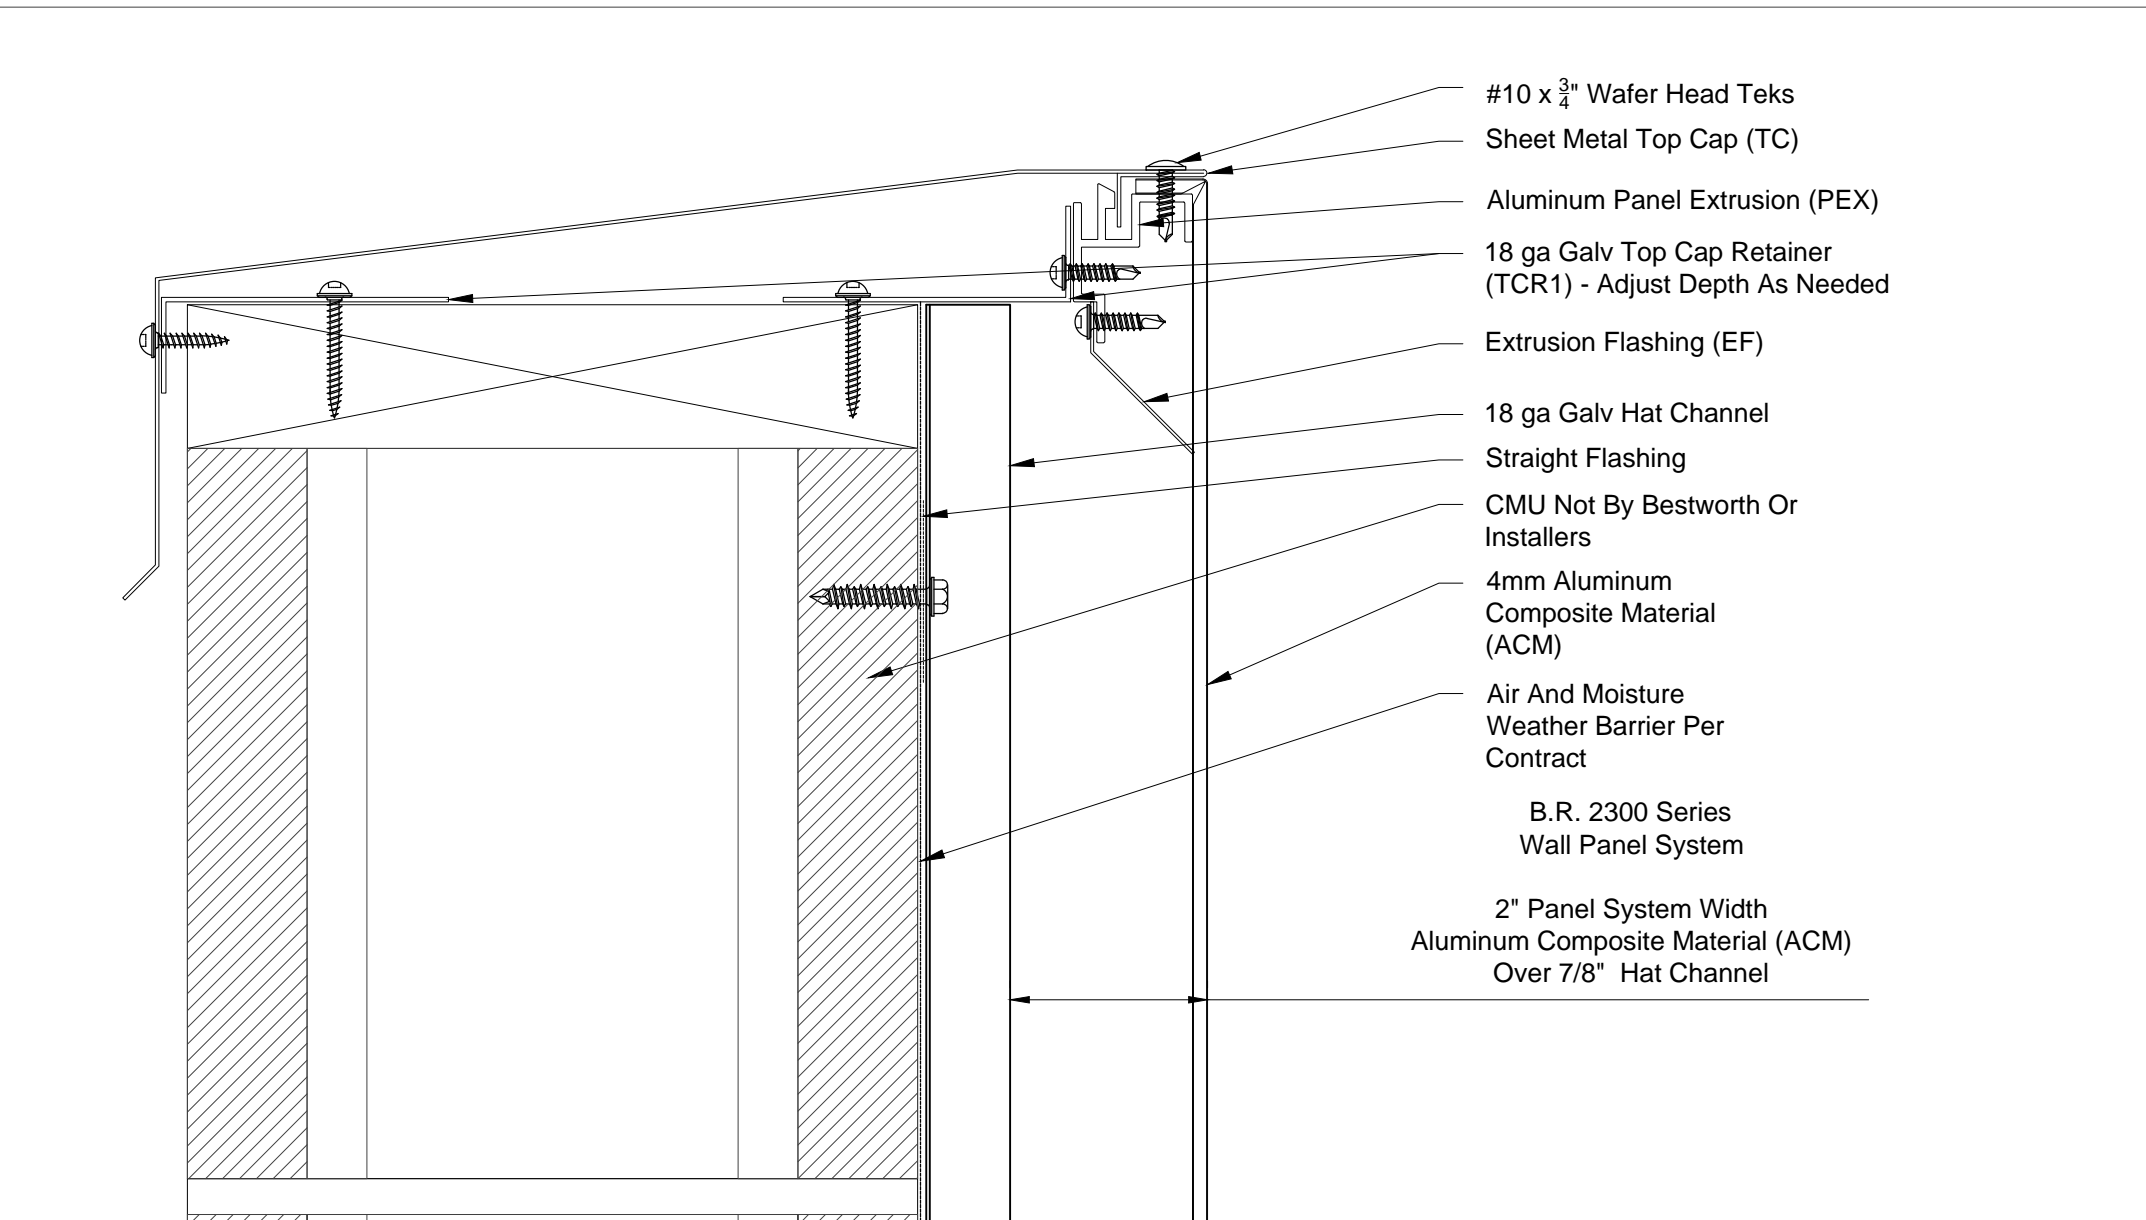 #10 x 3/4" Wafer Head Teks
Sheet Metal Top Cap (TC)
Aluminum Panel Extrusion (PEX)
18 ga Galv Top Cap Retainer
(TCR1) - Adjust Depth As Needed
Extrusion Flashing (EF)
18 ga Galv Hat Channel
Straight Flashing
CMU Not By Bestworth Or
Installers
4mm Aluminum
Composite Material
(ACM)
Air And Moisture
Weather Barrier Per
Contract
B.R. 2300 Series
Wall Panel System
2" Panel System Width
Aluminum Composite Material (ACM)
Over 7/8" Hat Channel